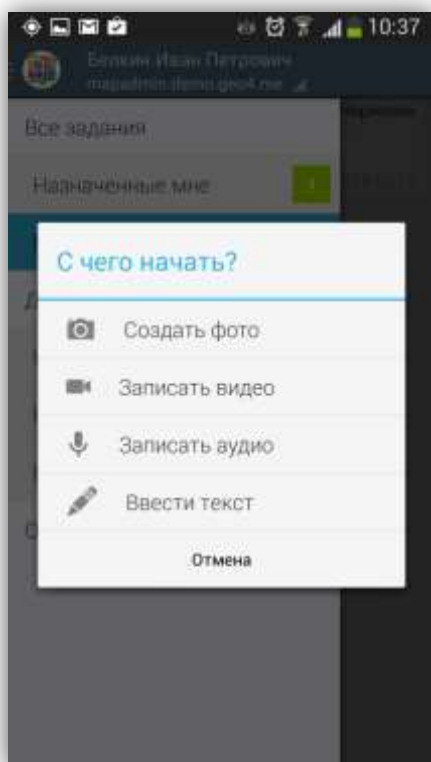 10:37
Белкин Иван Петрович
Все задания
Назначенные мне
С чего начать?
Создать фото
Записать видео
Записать аудио
Ввести текст
Отмена